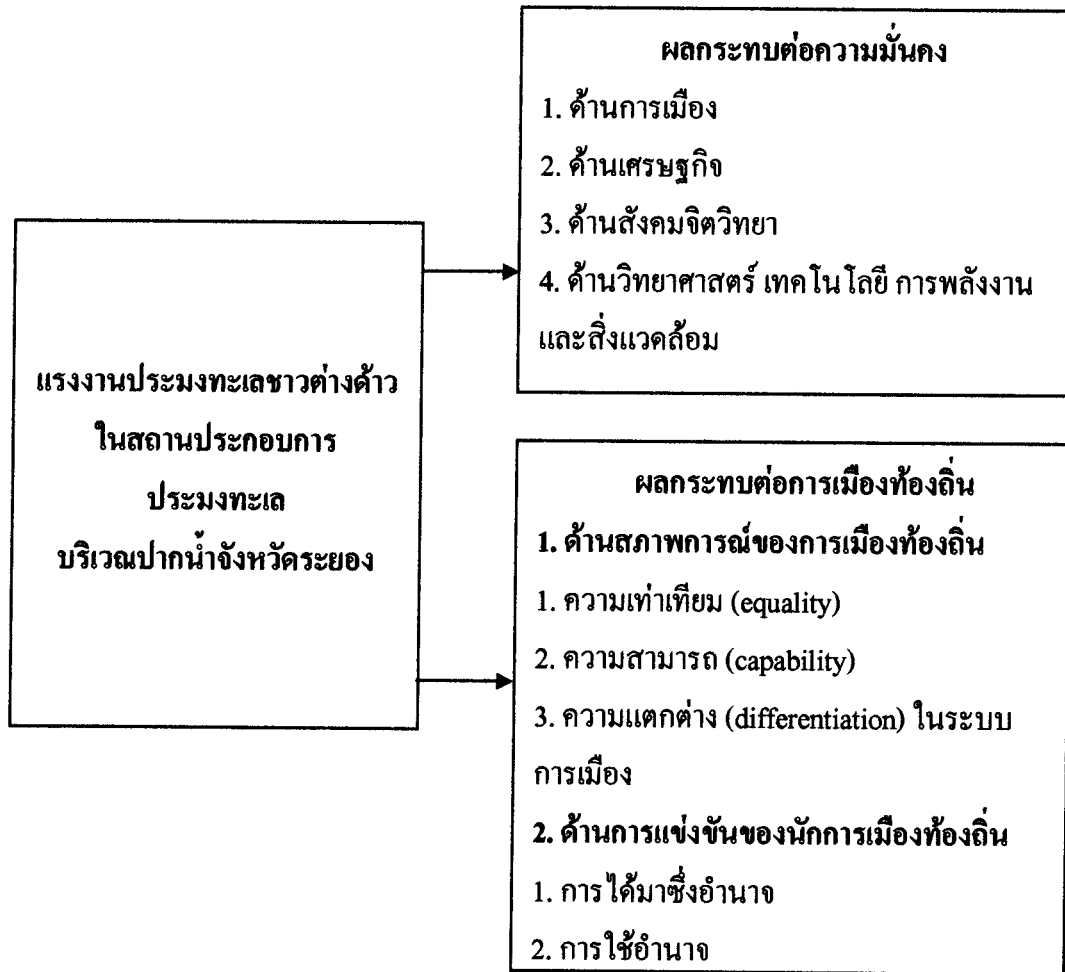 แรงงานประมงทะเลชาวต่างด้าว
ในสถานประกอบการ
ประมงทะเล
บริเวณปากน้ำจังหวัดระยอง
ผลกระทบต่อความมั่นคง
1. ด้านการเมือง
2. ด้านเศรษฐกิจ
3. ด้านสังคมจิตวิทยา
4. ด้านวิทยาศาสตร์ เทคโนโลยี การพลังงาน
และสิ่งแวดล้อม
ผลกระทบต่อการเมืองท้องถิ่น
1. ด้านสภาพการณ์ของการเมืองท้องถิ่น
1. ความเท่าเทียม (equality)
2. ความสามารถ (capability)
3. ความแตกต่าง (differentiation) ในระบบ
การเมือง
2. ด้านการแข่งขันของนักการเมืองท้องถิ่น
1. การได้มาซึ่งอำนาจ
2. การใช้อำนาจ